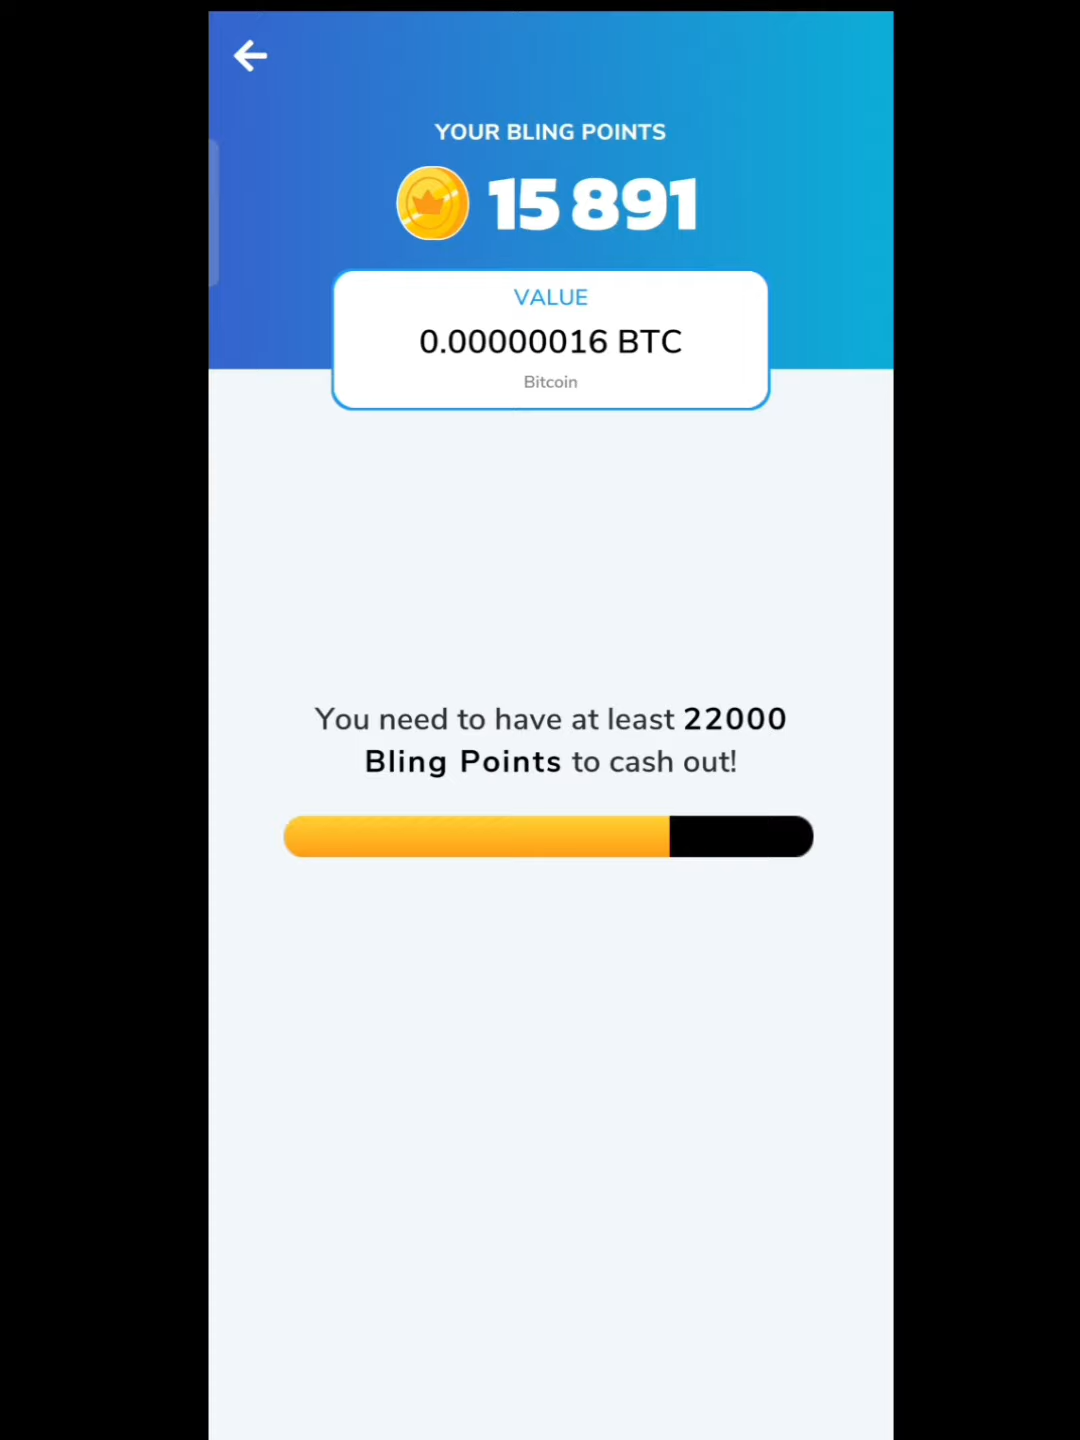 YOUR BLING POINTS
15 891
VALUE
0.00000016 BTC
Bitcoin
You need to have at least 22000
Bling Points to cash out!